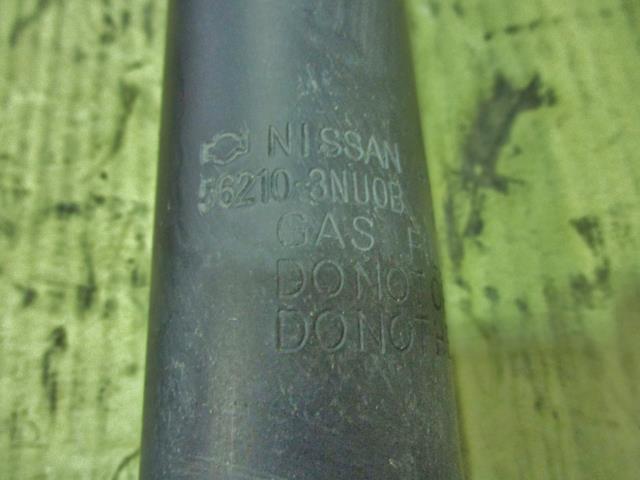 NISSAN
56210-3NU0B
GAS
DO NOT
DO NOT